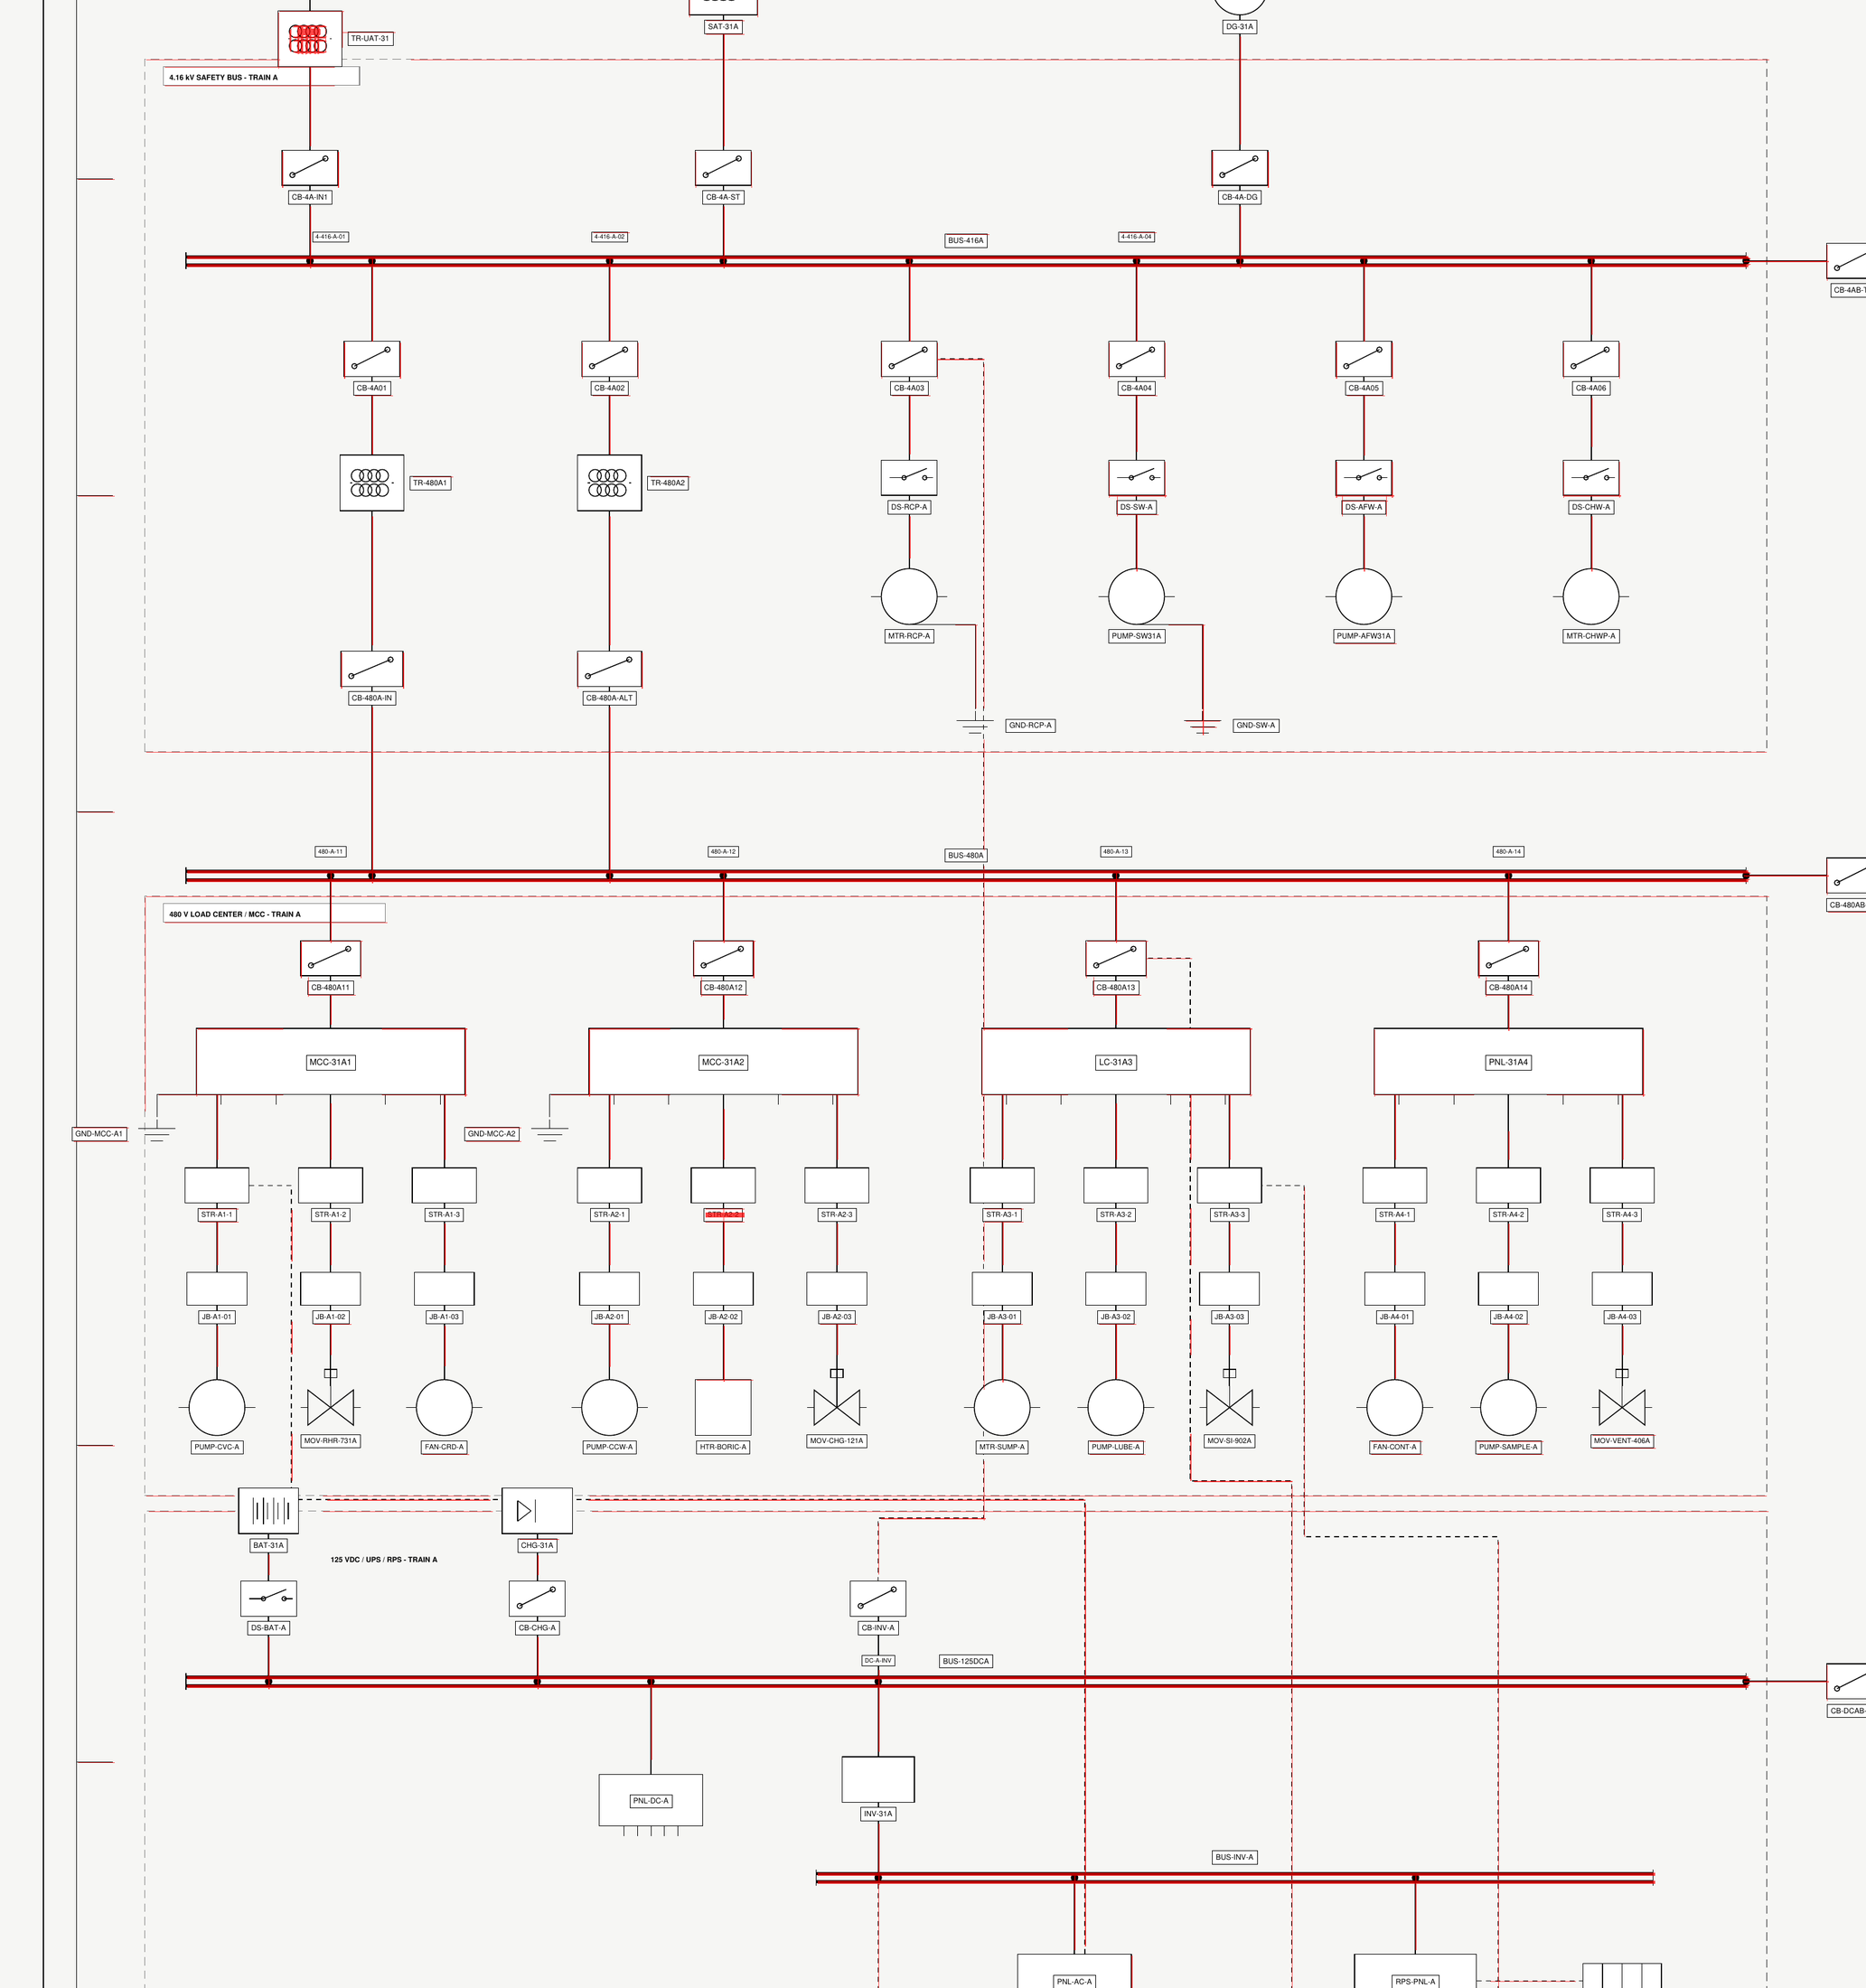 SAT-31A
DG-31A
TR-UAT-31
4.16 kV SAFETY BUS - TRAIN A
CB-4A-IN1
CB-4A-ST
CB-4A-DG
4-416-A-01
4-416-A-02
BUS-416A
4-416-A-04
CB-4AB-T
CB-4A01
CB-4A02
CB-4A03
CB-4A04
CB-4A05
CB-4A06
TR-480A1
TR-480A2
DS-RCP-A
DS-SW-A
DS-AFW-A
DS-CHW-A
MTR-RCP-A
PUMP-SW31A
PUMP-AFW31A
MTR-CHWP-A
CB-480A-IN
CB-480A-ALT
GND-RCP-A
GND-SW-A
480-A-11
480-A-12
BUS-480A
480-A-13
480-A-14
CB-480AB-
480 V LOAD CENTER / MCC - TRAIN A
CB-480A11
CB-480A12
CB-480A13
CB-480A14
MCC-31A1
MCC-31A2
LC-31A3
PNL-31A4
GND-MCC-A1
GND-MCC-A2
STR-A1-1
STR-A1-2
STR-A1-3
STR-A2-1
STR-A2-2
STR-A2-3
STR-A3-1
STR-A3-2
STR-A3-3
STR-A4-1
STR-A4-2
STR-A4-3
JB-A1-01
JB-A1-02
JB-A1-03
JB-A2-01
JB-A2-02
JB-A2-03
JB-A3-01
JB-A3-02
JB-A3-03
JB-A4-01
JB-A4-02
JB-A4-03
PUMP-CVC-A
MOV-RHR-731A
FAN-CRD-A
PUMP-CCW-A
HTR-BORIC-A
MOV-CHG-121A
MTR-SUMP-A
PUMP-LUBE-A
MOV-SI-902A
FAN-CONT-A
PUMP-SAMPLE-A
MOV-VENT-406A
BAT-31A
CHG-31A
125 VDC / UPS / RPS - TRAIN A
DS-BAT-A
CB-CHG-A
CB-INV-A
DC-A-INV
BUS-125DCA
CB-DCAB-
PNL-DC-A
INV-31A
BUS-INV-A
PNL-AC-A
RPS-PNL-A